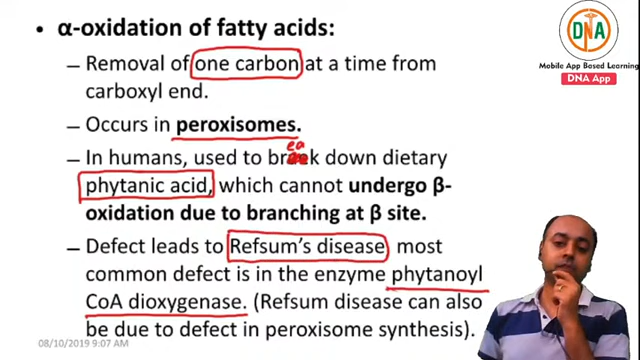 • α-oxidation of fatty acids:
– Removal of one carbon at a time from
carboxyl end.
– Occurs in peroxisomes.
ea
– In humans, used to break down dietary
phytanic acid, which cannot undergo β-
oxidation due to branching at β site.
– Defect leads to Refsum's disease, most
common defect is in the enzyme phytanoyl
CoA dioxygenase. (Refsum disease can also
be due to defect in peroxisome synthesis).
08/10/2019 9:07 AM
DNA
Mobile App Based Learning
DNA App